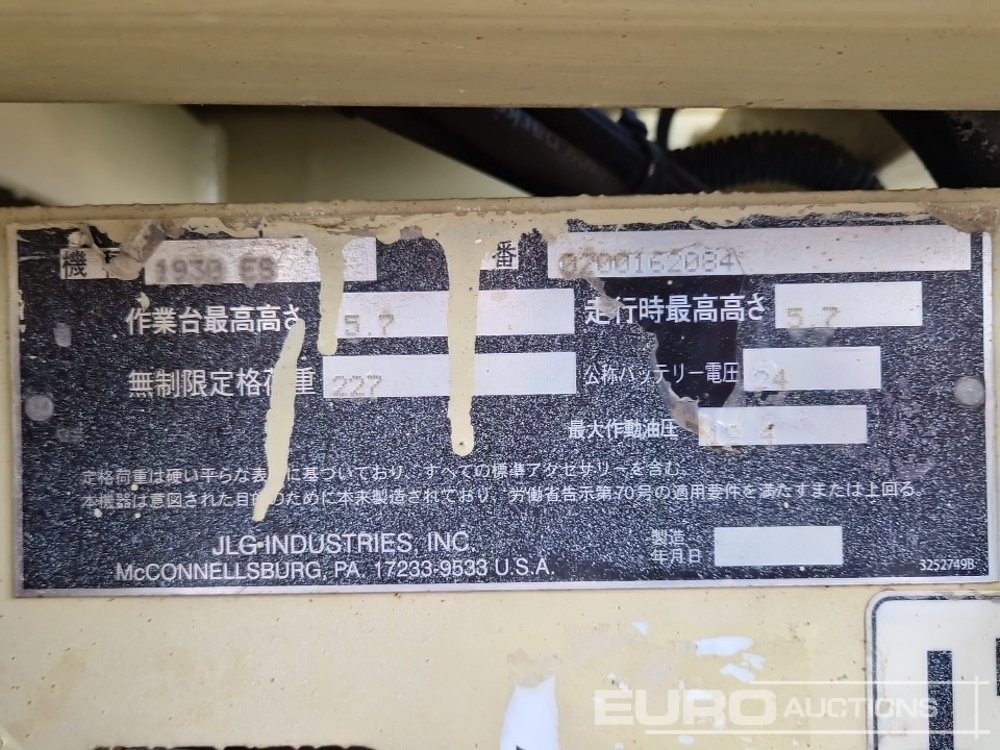 機 1930 ES 番 0200162084
作業台最高高さ 5.7 走行時最高高さ 5.7
無制限定格荷重 227 公称バッテリー電圧 24
最大作動油圧
定格荷重は硬い平らな表 に基づいており、すべての標準アクセサリーを含む。
本機器は意図された目的のために本来製造されており、労働省告示第70号の適用要件を満たすまたは上回る。
JLG INDUSTRIES, INC.
McCONNELLSBURG, PA. 17233-9533 U.S.A.
製造
年月日
3252749B
EURO AUCTIONS